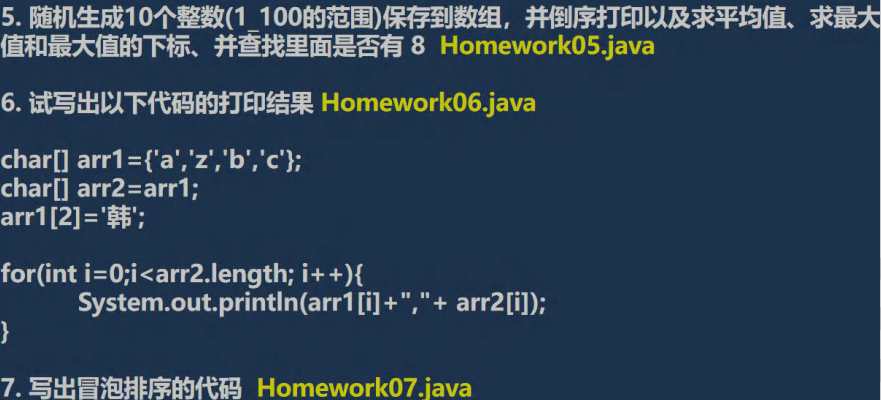 5. 随机生成10个整数(1_100的范围)保存到数组，并倒序打印以及求平均值、求最大
值和最大值的下标、并查找里面是否有 8  Homework05.java
6. 试写出以下代码的打印结果 Homework06.java
char[] arr1={'a','z','b','c'};
char[] arr2=arr1;
arr1[2]='韩';
for(int i=0;i<arr2.length; i++){
System.out.println(arr1[i]+","+ arr2[i]);
}
7. 写出冒泡排序的代码  Homework07.java